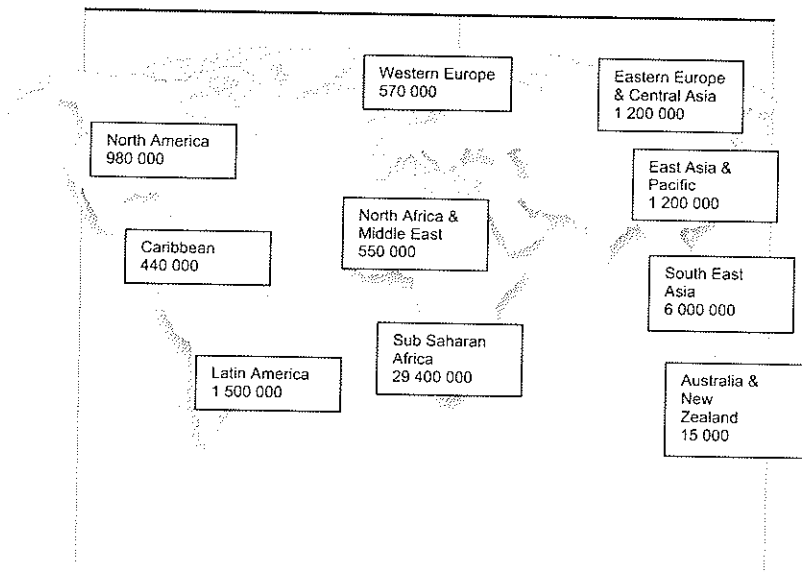 Western Europe
570 000
Eastern Europe
& Central Asia
1 200 000
North America
980 000
East Asia &
Pacific
1 200 000
North Africa &
Middle East
550 000
Caribbean
440 000
South East
Asia
6 000 000
Sub Saharan
Africa
29 400 000
Latin America
1 500 000
Australia &
New
Zealand
15 000